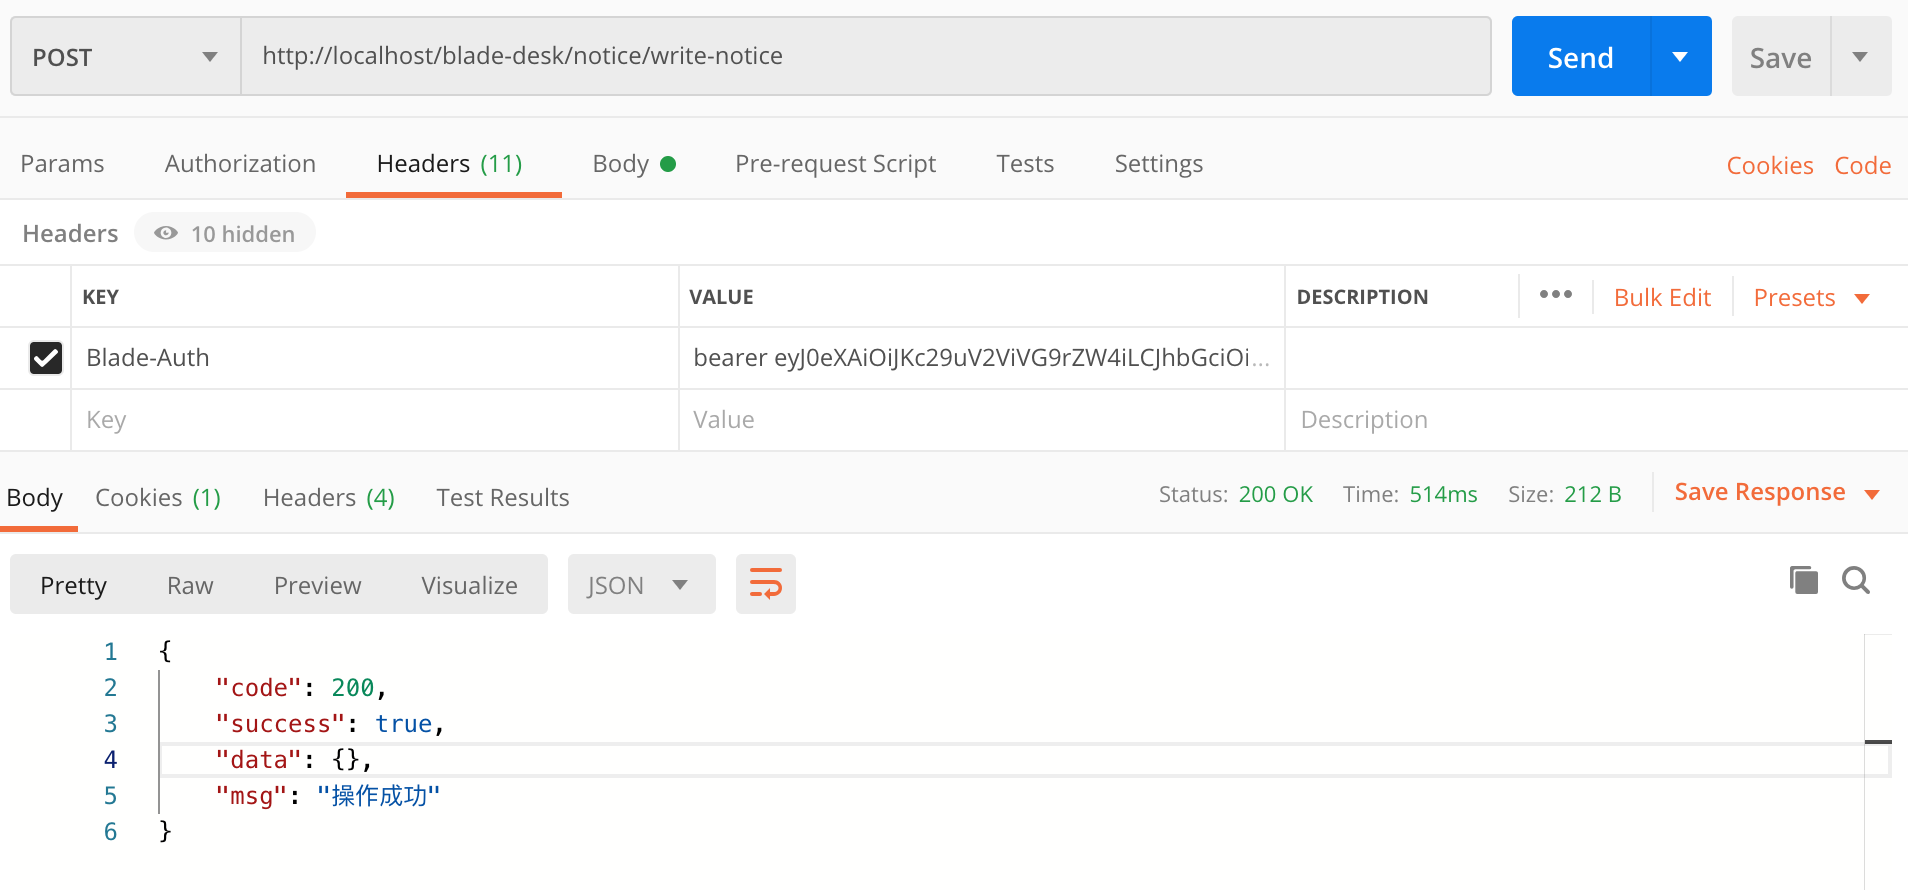 POST http://localhost/blade-desk/notice/write-notice Send Save
Params Authorization Headers (11) Body Pre-request Script Tests Settings Cookies Code
Headers 10 hidden
KEY VALUE DESCRIPTION ••• Bulk Edit Presets
Blade-Auth bearer eyJ0eXAiOiJKc29uV2ViVG9rZW4iLCJhbGciOi...
Key Value Description
Body Cookies (1) Headers (4) Test Results Status: 200 OK Time: 514ms Size: 212 B Save Response
Pretty Raw Preview Visualize JSON
1 {
2 "code": 200,
3 "success": true,
4 "data": {},
5 "msg": "操作成功"
6 }